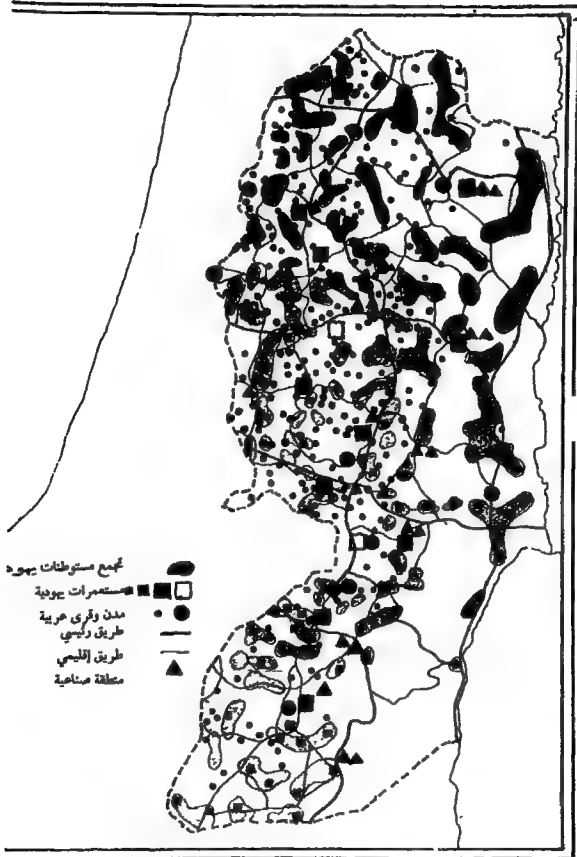 تجمع مستوطنات يهود
مستعمرات يهودية
مدن وقرى عربية
طريق رئيسي
طريق إقليمي
منطقة صناعية